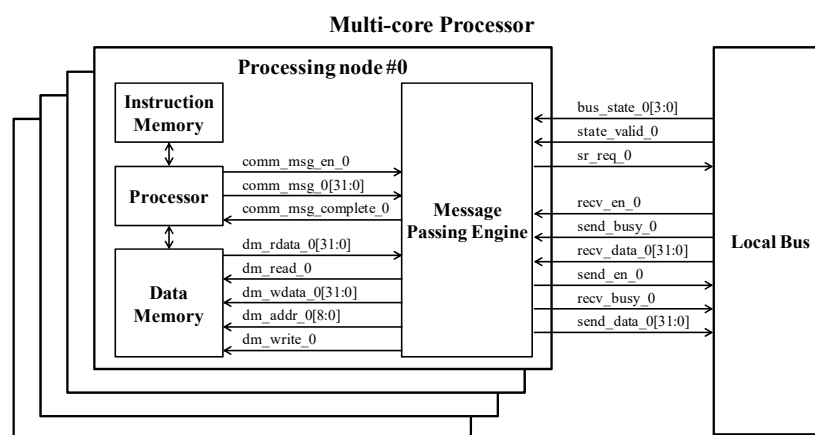 Multi-core Processor
Processing node #0
Instruction
Memory
Processor
Data
Memory
comm_msg_en_0
comm_msg_0[31:0]
comm_msg_complete_0
dm_rdata_0[31:0]
dm_read_0
dm_wdata_0[31:0]
dm_addr_0[8:0]
dm_write_0
Message
Passing Engine
bus_state_0[3:0]
state_valid_0
sr_req_0
recv_en_0
send_busy_0
recv_data_0[31:0]
send_en_0
recv_busy_0
send_data_0[31:0]
Local Bus